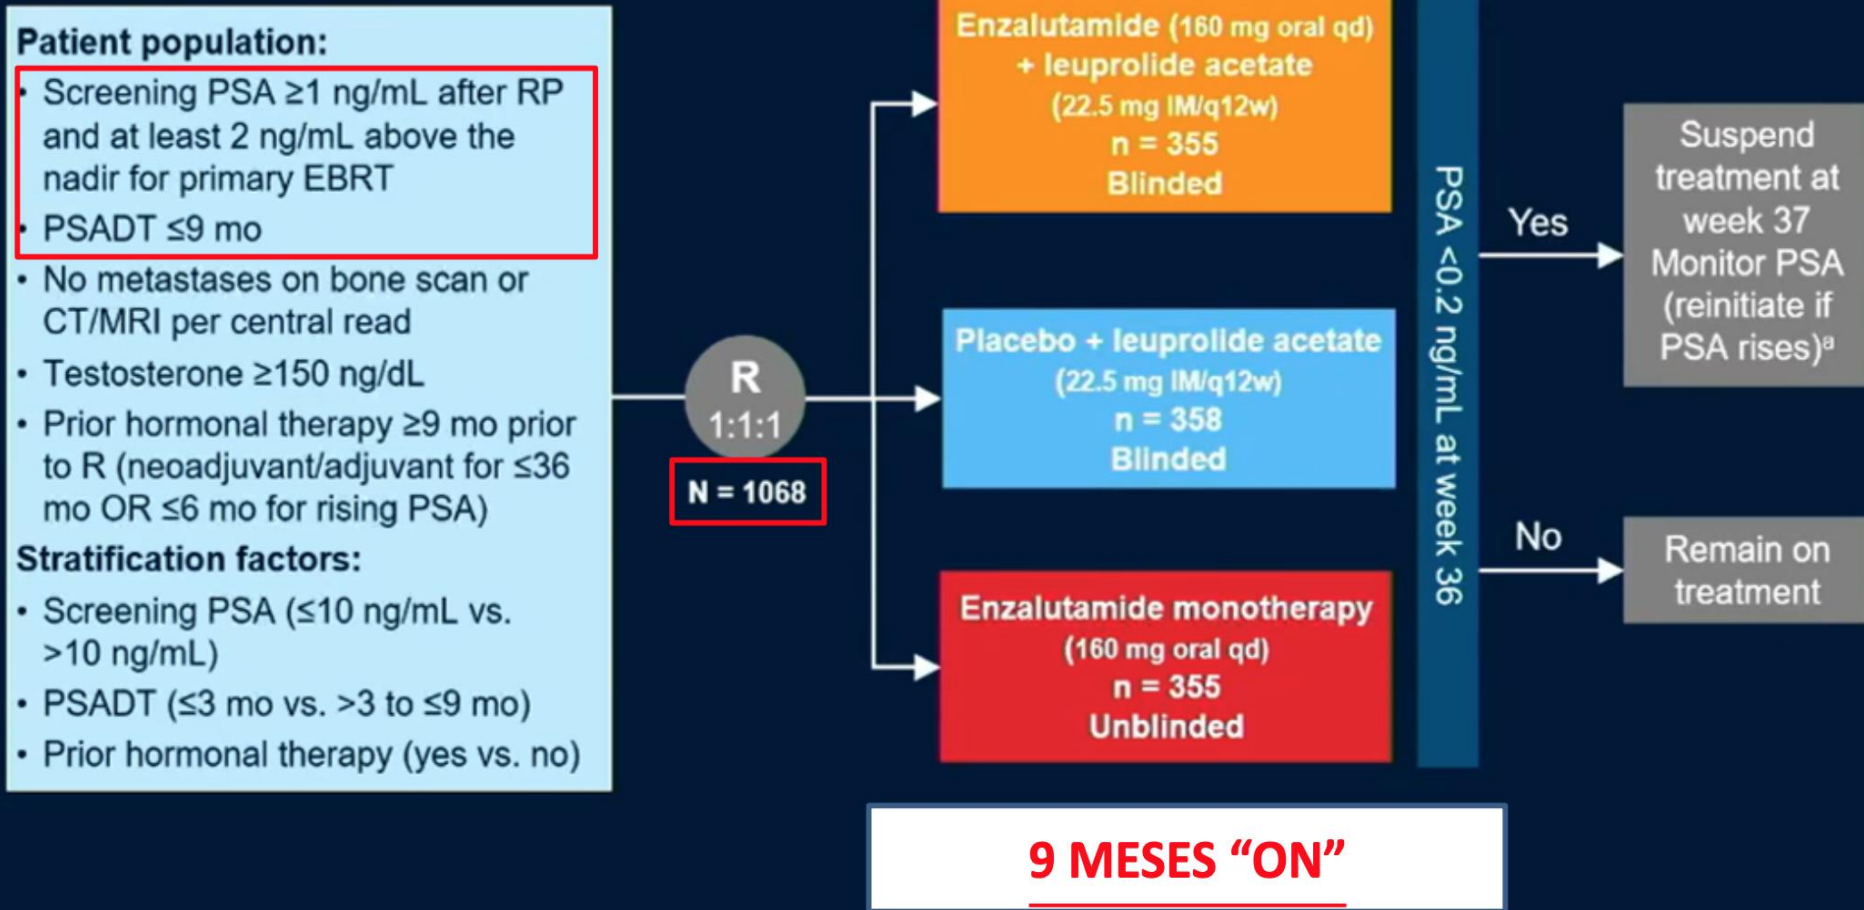 Patient population:
• Screening PSA ≥1 ng/mL after RP
and at least 2 ng/mL above the
nadir for primary EBRT
• PSADT ≤9 mo
• No metastases on bone scan or
CT/MRI per central read
• Testosterone ≥150 ng/dL
• Prior hormonal therapy ≥9 mo prior
to R (neoadjuvant/adjuvant for ≤36
mo OR ≤6 mo for rising PSA)
Stratification factors:
• Screening PSA (≤10 ng/mL vs.
>10 ng/mL)
• PSADT (≤3 mo vs. >3 to ≤9 mo)
• Prior hormonal therapy (yes vs. no)
R
1:1:1
N = 1068
Enzalutamide (160 mg oral qd)
+ leuprolide acetate
(22.5 mg IM/q12w)
n = 355
Blinded
Placebo + leuprolide acetate
(22.5 mg IM/q12w)
n = 358
Blinded
Enzalutamide monotherapy
(160 mg oral qd)
n = 355
Unblinded
PSA <0.2 ng/mL at week 36
Yes
Suspend
treatment at
week 37
Monitor PSA
(reinitiate if
PSA rises)ᵃ
No
Remain on
treatment
9 MESES “ON”